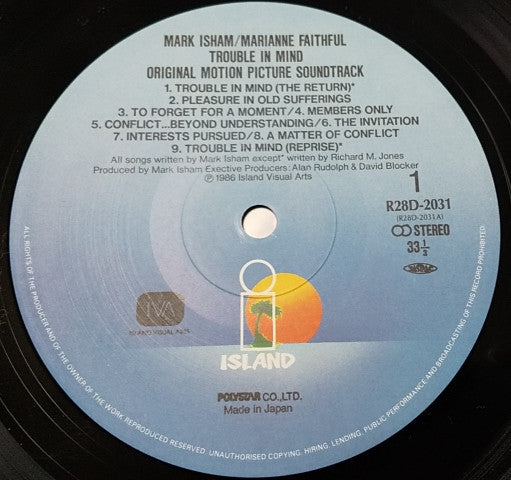 MARK ISHAM/MARIANNE FAITHFUL
TROUBLE IN MIND
ORIGINAL MOTION PICTURE SOUNDTRACK
1. TROUBLE IN MIND (THE RETURN)*
2. PLEASURE IN OLD SUFFERINGS
3. TO FORGET FOR A MOMENT/4. MEMBERS ONLY
5. CONFLICT...BEYOND UNDERSTANDING/6. THE INVITATION
7. INTERESTS PURSUED/8. A MATTER OF CONFLICT
9. TROUBLE IN MIND (REPRISE)*
All songs written by Mark Isham except* written by Richard M. Jones
Produced by Mark Isham Exective Producers: Alan Rudolph & David Blocker
Ⓟ 1986 Island Visual Arts
1
R28D-2031
(R28D-2031A)
STEREO
33 1/3
IVA
ISLAND VISUAL ARTS
ISLAND
POLYSTAR CO.,LTD.
Made in Japan
ALL RIGHTS OF THE PRODUCER AND OF THE OWNER OF THE WORK REPRODUCED RESERVED. UNAUTHORISED COPYING, HIRING, LENDING, PUBLIC PERFORMANCE AND BROADCASTING OF THIS RECORD PROHIBITED.